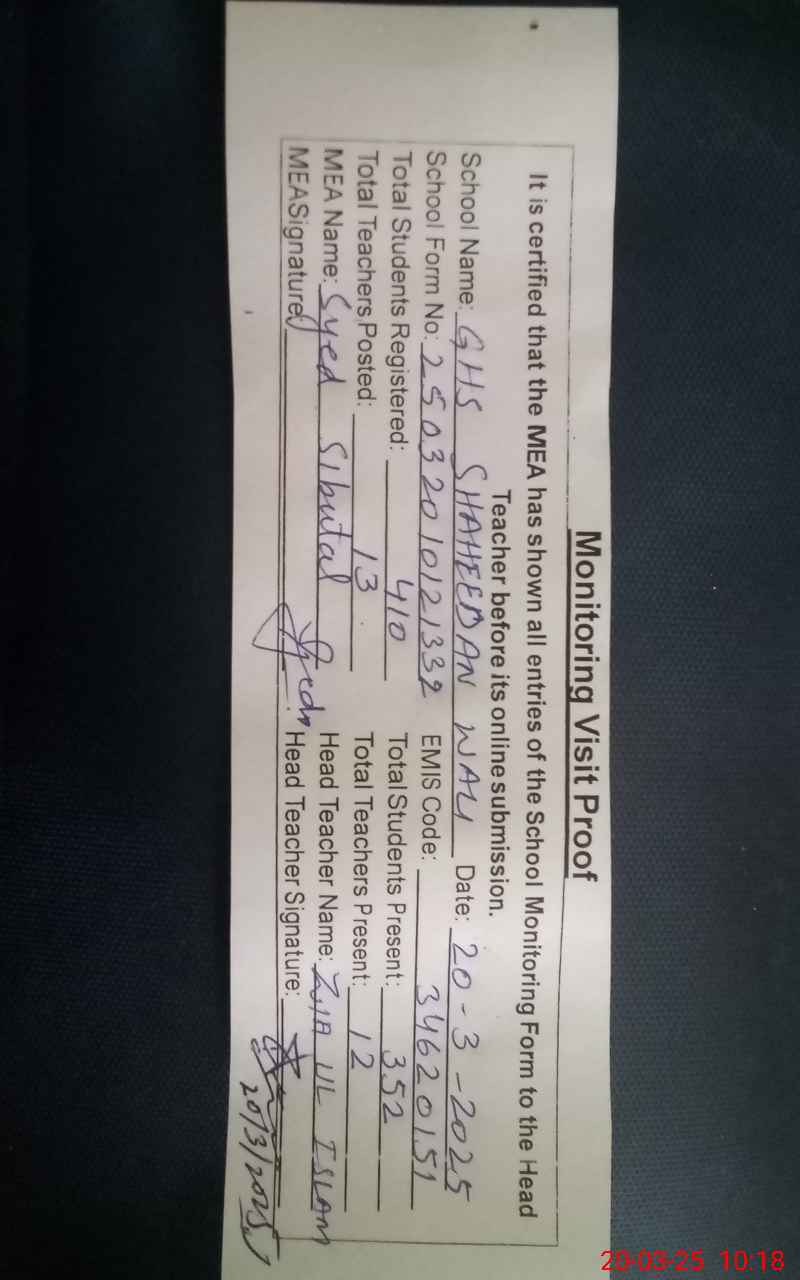 Monitoring Visit Proof
It is certified that the MEA has shown all entries of the School Monitoring Form to the Head
Teacher before its online submission.
School Name: GHS SHAHEEDAN WALI Date: 20-3-2025
School Form No: 25032010121332 EMIS Code: 34620151
Total Students Registered: 410 Total Students Present: 352
Total Teachers Posted: 13 Total Teachers Present: 12
MEA Name: Syed Sibutal Head Teacher Name: ZIA UL ISLAM
MEASignature: Head Teacher Signature:
20/3/2025
20-03-25 10:18